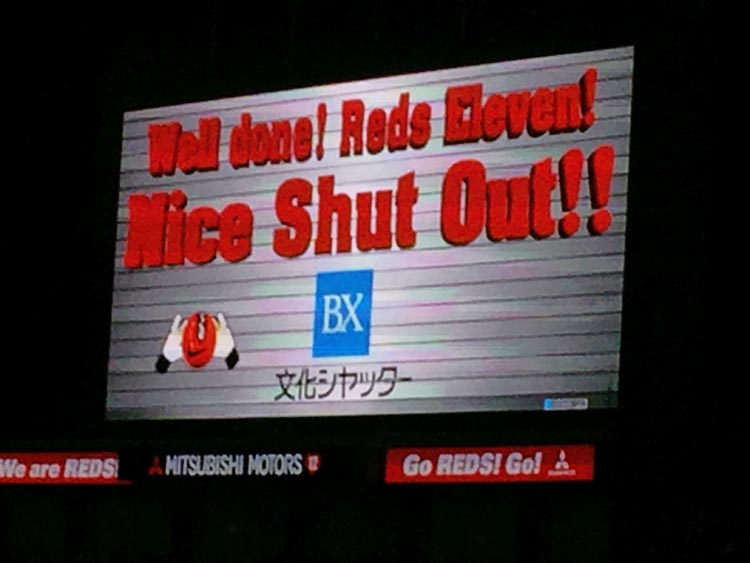 Well done! Reds Eleven!
Nice Shut Out!!
BX
文化シヤッター
We are REDS!
MITSUBISHI MOTORS
Go REDS! Go!